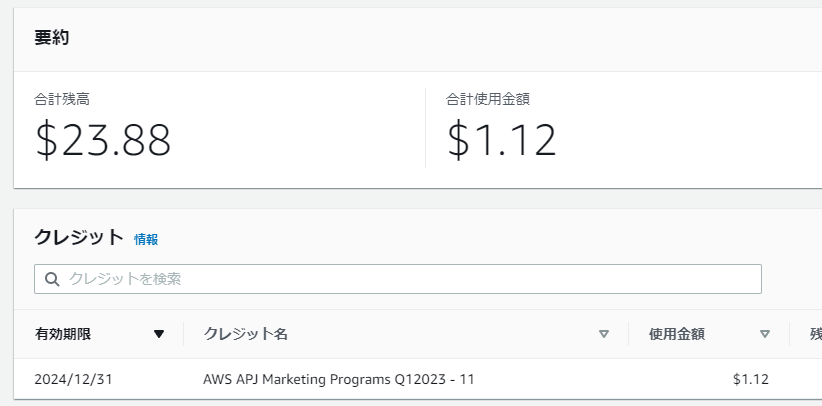 要約
合計残高
合計使用金額
$23.88
$1.12
クレジット 情報
クレジットを検索
有効期限 クレジット名 使用金額 残
2024/12/31 AWS APJ Marketing Programs Q12023 - 11 $1.12